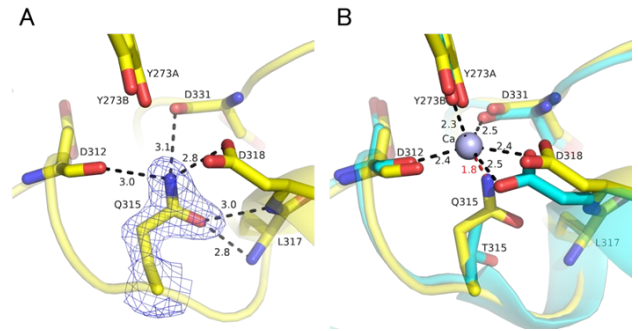 A
Y273A
Y273B
D331
3.1
D312
2.8
D318
3.0
Q315
3.0
L317
2.8
B
Y273A
Y273B
D331
2.3
Ca
2.5
D312
2.4
2.4
D318
1.8
2.5
Q315
T315
L317